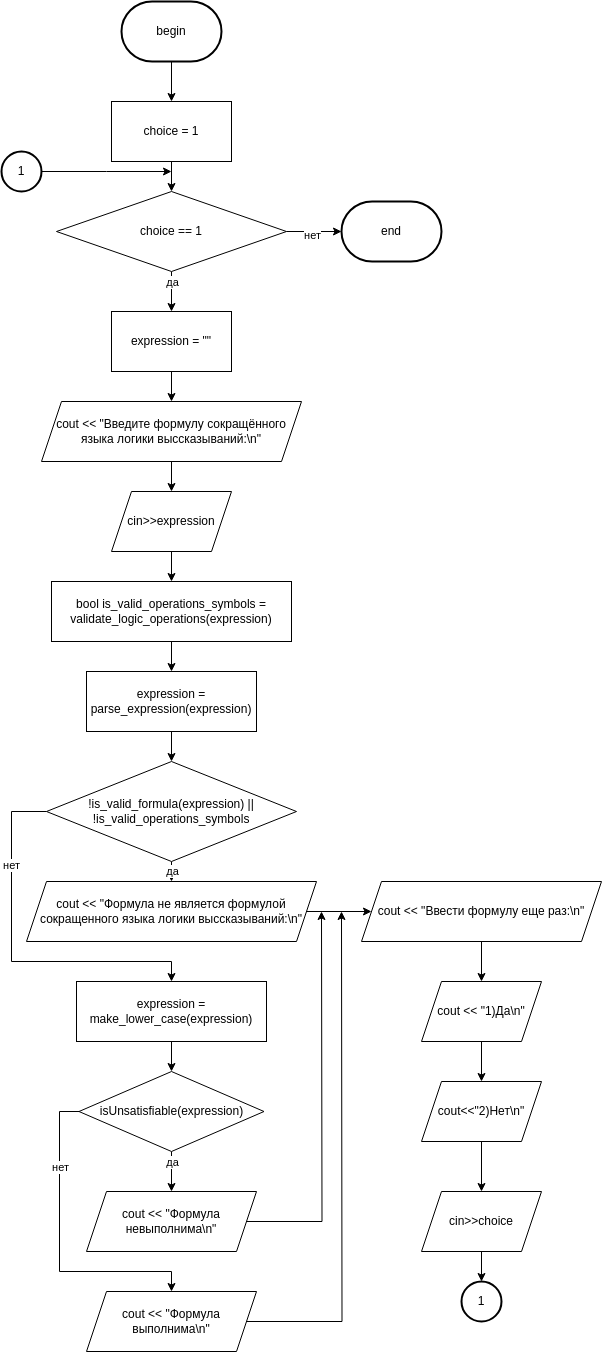 begin
choice = 1
1
choice == 1
нет
end
да
expression = ""
cout << "Введите формулу сокращённого
языка логики выссказываний:\n"
cin>>expression
bool is_valid_operations_symbols =
validate_logic_operations(expression)
expression =
parse_expression(expression)
!is_valid_formula(expression) ||
!is_valid_operations_symbols
нет
да
cout << "Формула не является формулой
сокращенного языка логики выссказываний:\n"
cout << "Ввести формулу еще раз:\n"
expression =
make_lower_case(expression)
cout << "1)Да\n"
isUnsatisfiable(expression)
cout<<"2)Нет\n"
нет
да
cout << "Формула
невыполнима\n"
cin>>choice
cout << "Формула
выполнима\n"
1